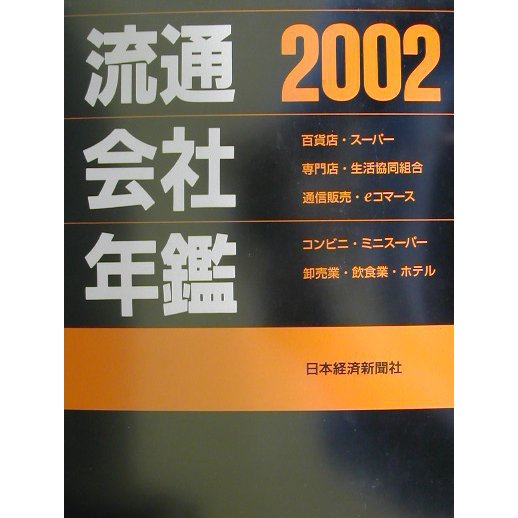 流通 2002
会社
年鑑
百貨店・スーパー
専門店・生活協同組合
通信販売・eコマース
コンビニ・ミニスーパー
卸売業・飲食業・ホテル
日本経済新聞社